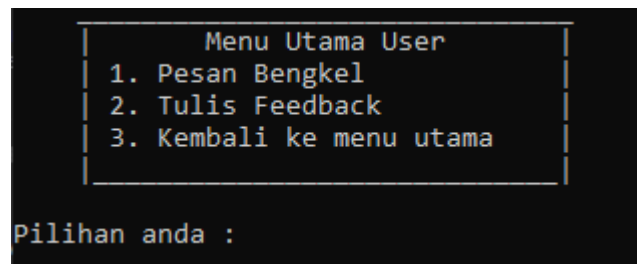 Menu Utama User
1. Pesan Bengkel
2. Tulis Feedback
3. Kembali ke menu utama
Pilihan anda :